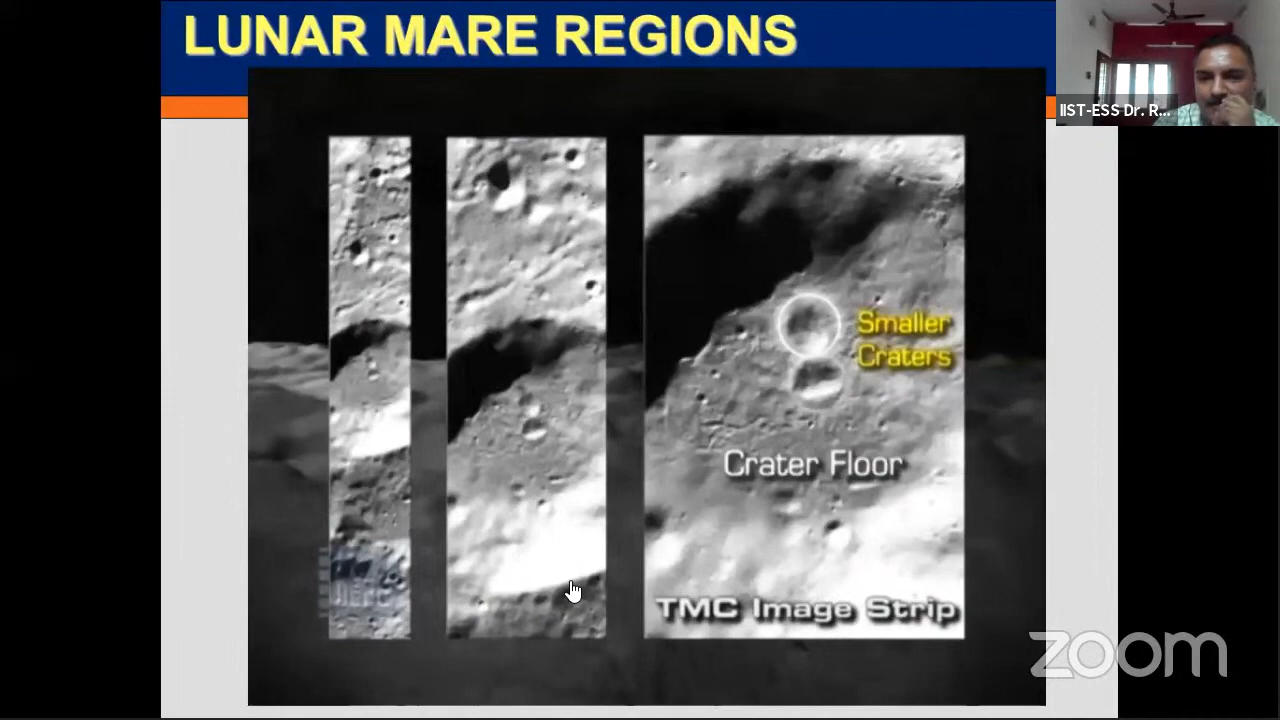 LUNAR MARE REGIONS
IIST-ESS Dr. R...
Smaller
Craters
Crater Floor
TMC Image Strip
zoom